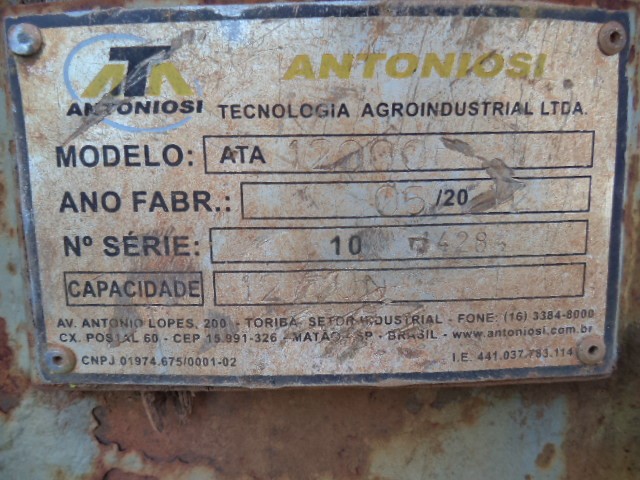 ATA
ANTONIOSI
ANTONIOSI
TECNOLOGIA AGROINDUSTRIAL LTDA.
MODELO: ATA
ANO FABR.: 05/20
Nº SÉRIE: 10
CAPACIDADE
AV. ANTONIO LOPES, 200 - TORIBA SETOR INDUSTRIAL - FONE: (16) 3384-8000
CX. POSTAL 60 - CEP 15.991-326 - MATÃO - SP - BRASIL - www.antoniosi.com.br
CNPJ 01974.675/0001-02 I.E. 441.037.783.114